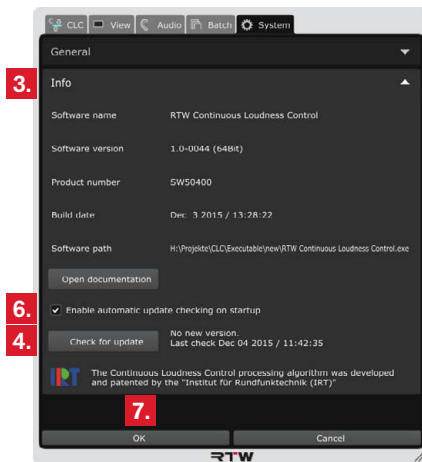 CLC View Audio Batch System
General
3. Info
Software name RTW Continuous Loudness Control
Software version 1.0-0044 (64Bit)
Product number SW50400
Build date Dec 3 2015 / 13:28:22
Software path H:\Projekte\CLC\Executable\new\RTW Continuous Loudness Control.exe
Open documentation
6. Enable automatic update checking on startup
No new version.
4. Check for update Last check Dec 04 2015 / 11:42:35
IRT The Continuous Loudness Control processing algorithm was developed
and patented by the "Institut für Rundfunktechnik (IRT)"
7.
OK Cancel
RTW